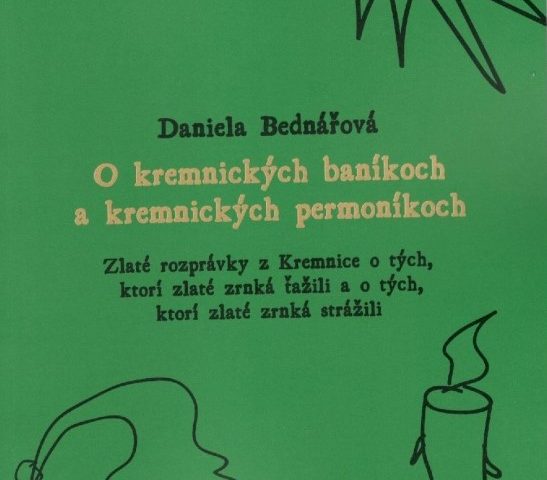 Daniela Bednářová
O kremnických baníkoch
a kremnických permoníkoch
Zlaté rozprávky z Kremnice o tých,
ktorí zlaté zrnká ťažili a o tých,
ktorí zlaté zrnká strážili